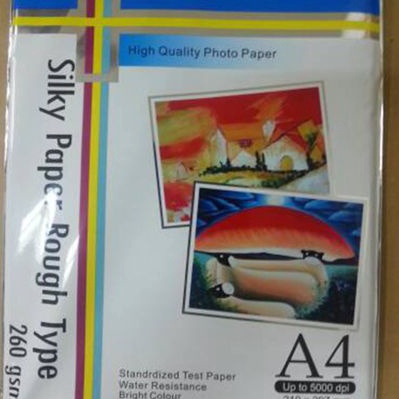 High Quality Photo Paper
Silky Paper Rough Type
260 gsm
Standrdized Test Paper
Water Resistance
Bright Colour
A4
Up to 5000 dpi